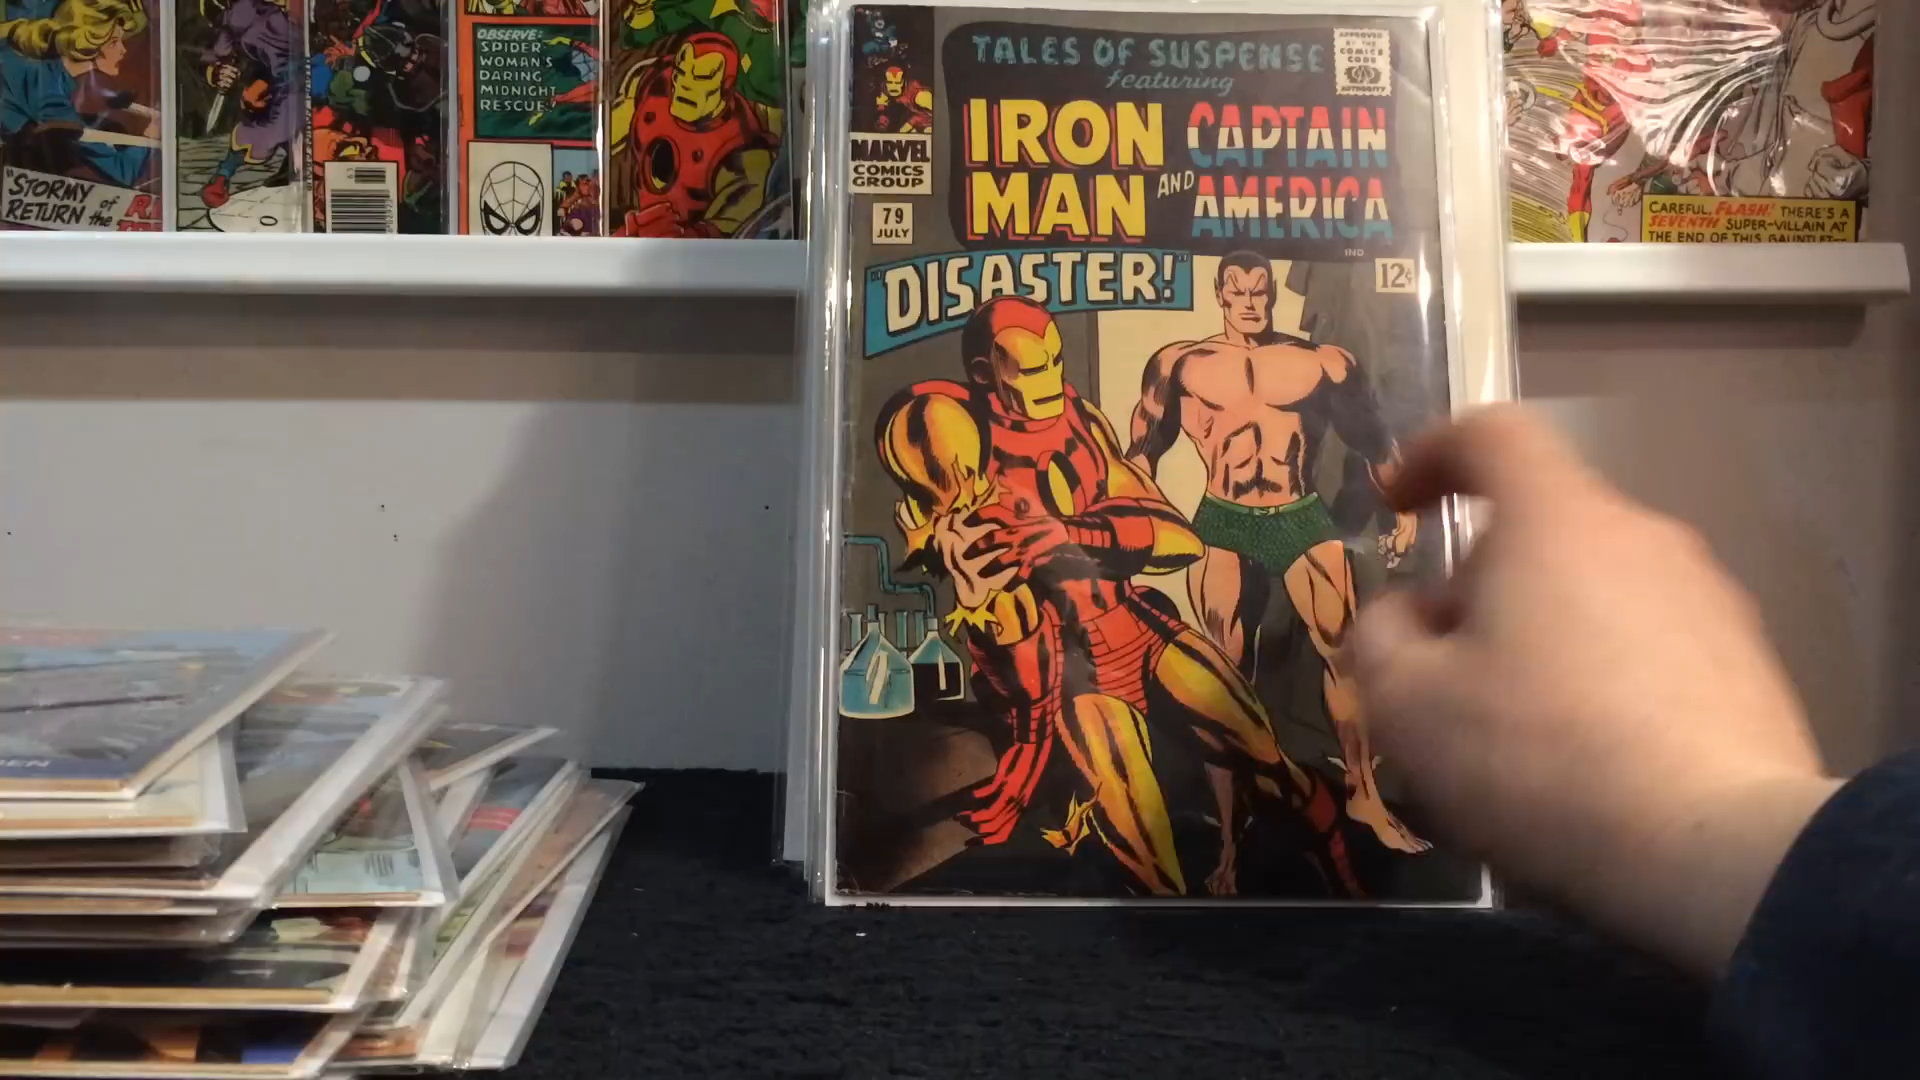 "STORMY
RETURN of
the
OBSERVE:
SPIDER
WOMAN'S
DARING
MIDNIGHT
RESCUE!
TALES OF SUSPENSE
featuring
IRON
MAN
AND
CAPTAIN
AMERICA
APPROVED
BY THE
COMICS
CODE
AUTHORITY
MARVEL
COMICS
GROUP
79
JULY
IND.
12¢
"DISASTER!"
CAREFUL, FLASH! THERE'S A
SEVENTH SUPER-VILLAIN AT
THE END OF THIS GAUNTLET--